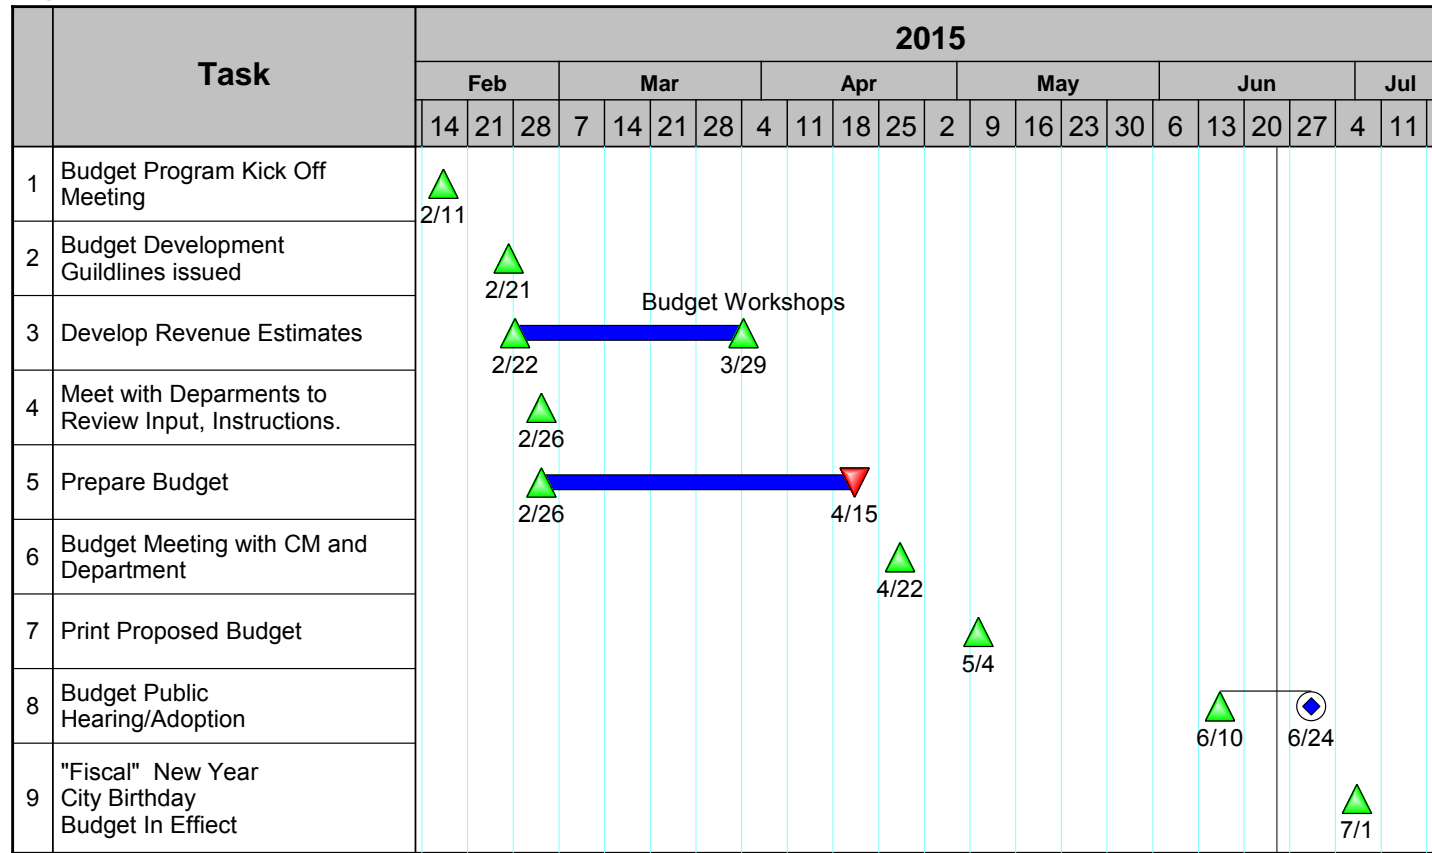 2015
Task
Feb Mar Apr May Jun Jul
14 21 28 7 14 21 28 4 11 18 25 2 9 16 23 30 6 13 20 27 4 11
1 Budget Program Kick Off
Meeting
2/11
2 Budget Development
Guildlines issued
2/21
Budget Workshops
3 Develop Revenue Estimates
2/22 3/29
4 Meet with Deparments to
Review Input, Instructions.
2/26
5 Prepare Budget
2/26 4/15
6 Budget Meeting with CM and
Department
4/22
7 Print Proposed Budget
5/4
8 Budget Public
Hearing/Adoption
6/10 6/24
"Fiscal" New Year
9 City Birthday
Budget In Effiect
7/1